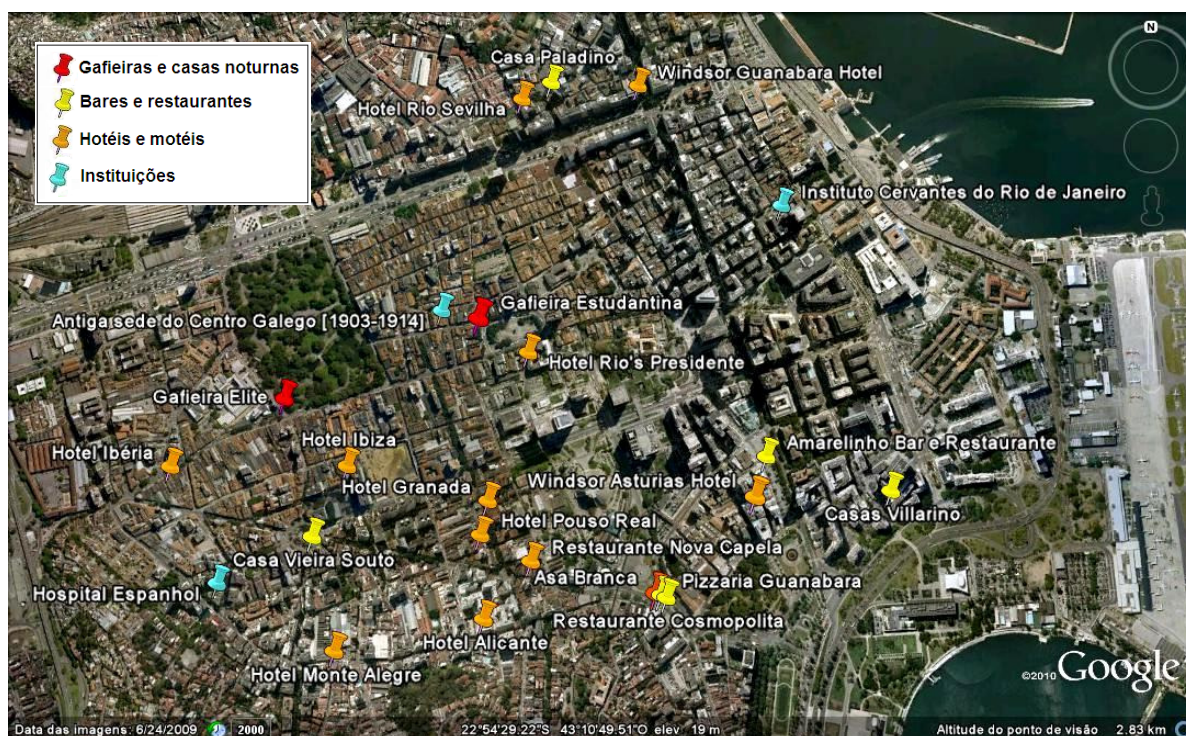 Gafieiras e casas noturnas
Bares e restaurantes
Hotéis e motéis
Instituições
N
Casa Paladino
Windsor Guanabara Hotel
Hotel Rio Sevilha
Instituto Cervantes do Rio de Janeiro
Gafieira Estudantina
Antiga sede do Centro Galego [1903-1914]
Hotel Rio's Presidente
Gafieira Elite
Hotel Ibiza
Amarelinho Bar e Restaurante
Hotel Ibéria
Hotel Granada
Windsor Asturias Hotel
Casas Villarino
Hotel Pouso Real
Restaurante Nova Capela
Casa Vieira Souto
Asa Branca
Pizzaria Guanabara
Hospital Espanhol
Restaurante Cosmopolita
Hotel Alicante
Hotel Monte Alegre
©2010 Google
Data das imagens: 6/24/2009 2000 22°54'29.22"S 43°10'49.51"O elev 19 m Altitude do ponto de visão 2.83 km